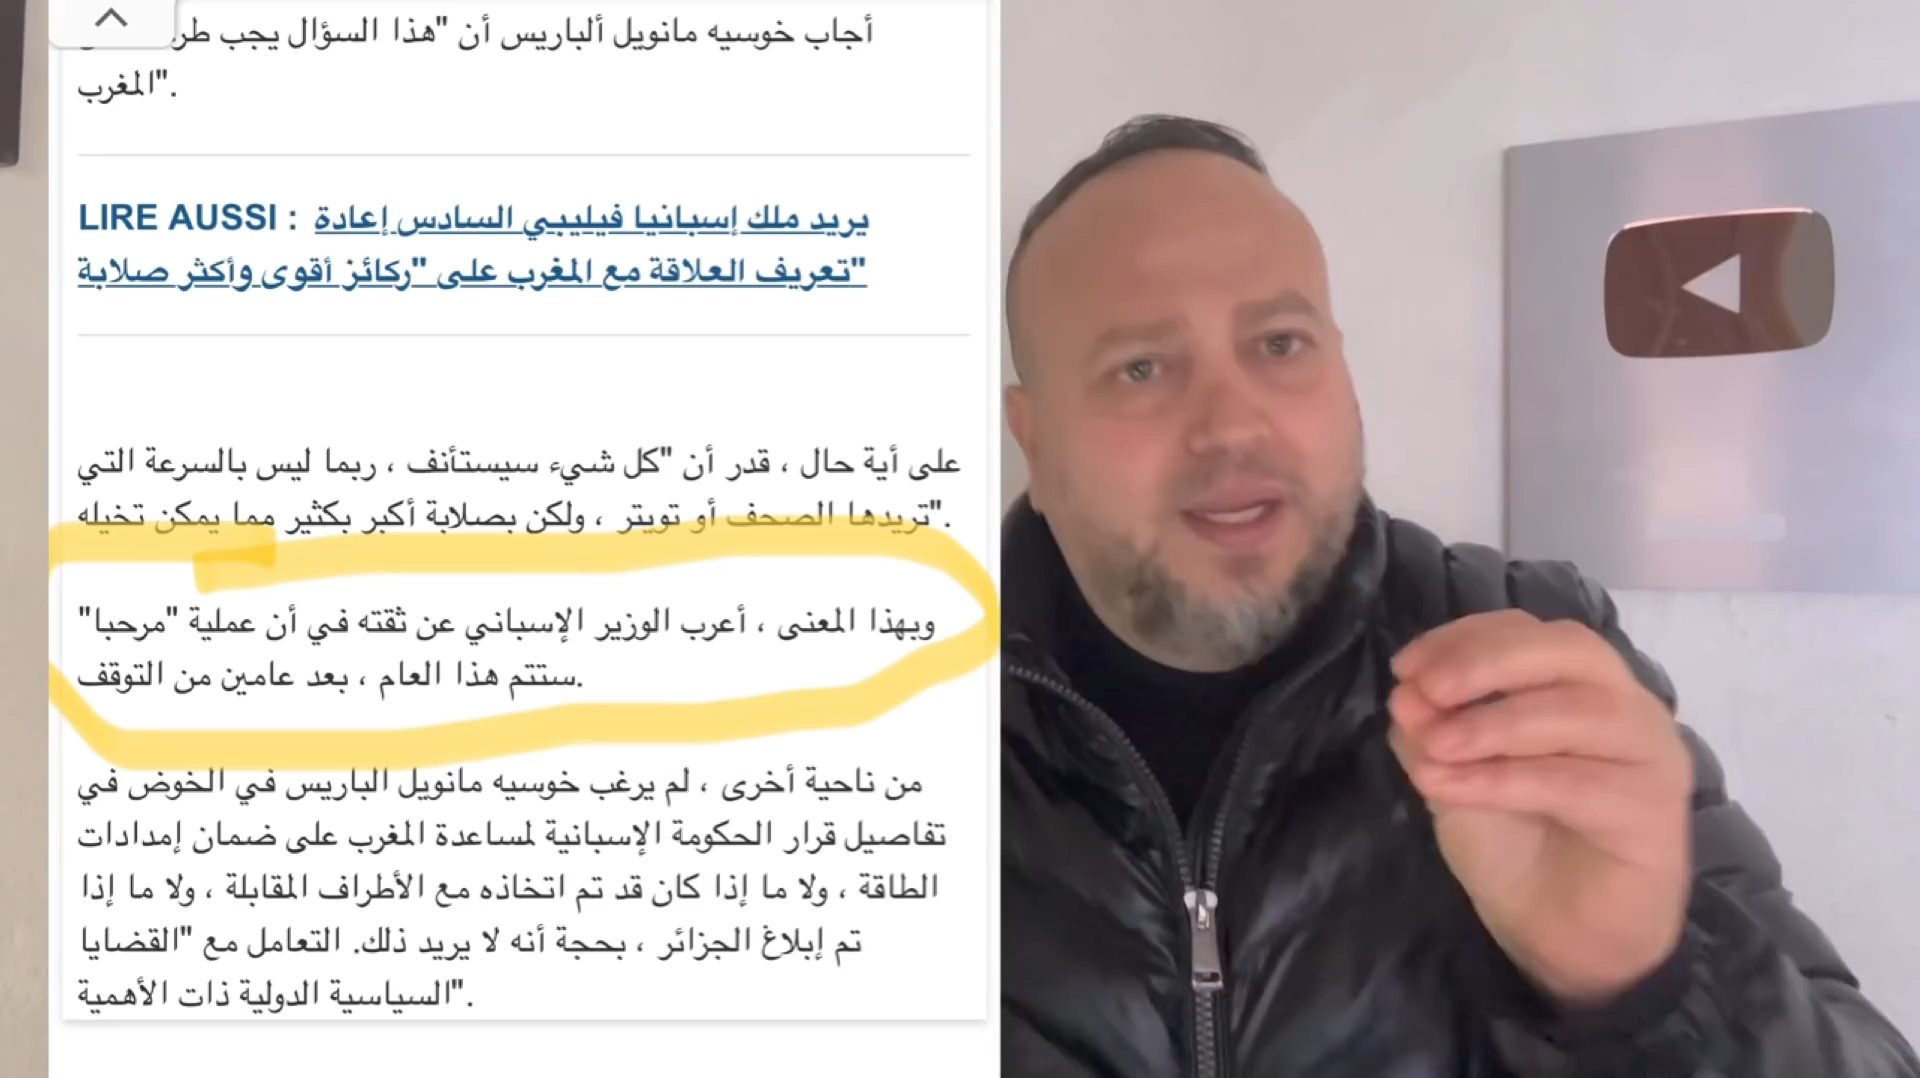 أجاب خوسيه مانويل ألباريس أن "هذا السؤال يجب
المغرب".
LIRE AUSSI : يريد ملك إسبانيا فيليبي السادس إعادة
تعريف العلاقة مع المغرب على "ركائز أقوى وأكثر صلابة"
على أية حال ، قدر أن "كل شيء سيستأنف ، ربما ليس بالسرعة التي
تريدها الصحف أو تويتر ، ولكن بصلابة أكبر بكثير مما يمكن تخيله".
وبهذا المعنى ، أعرب الوزير الإسباني عن ثقته في أن عملية "مرحبا"
ستتم هذا العام ، بعد عامين من التوقف.
من ناحية أخرى ، لم يرغب خوسيه مانويل الباريس في الخوض في
تفاصيل قرار الحكومة الإسبانية لمساعدة المغرب على ضمان إمدادات
الطاقة ، ولا ما إذا كان قد تم اتخاذه مع الأطراف المقابلة ، ولا ما إذا
تم إبلاغ الجزائر ، بحجة أنه لا يريد ذلك. التعامل مع "القضايا
السياسية الدولية ذات الأهمية".